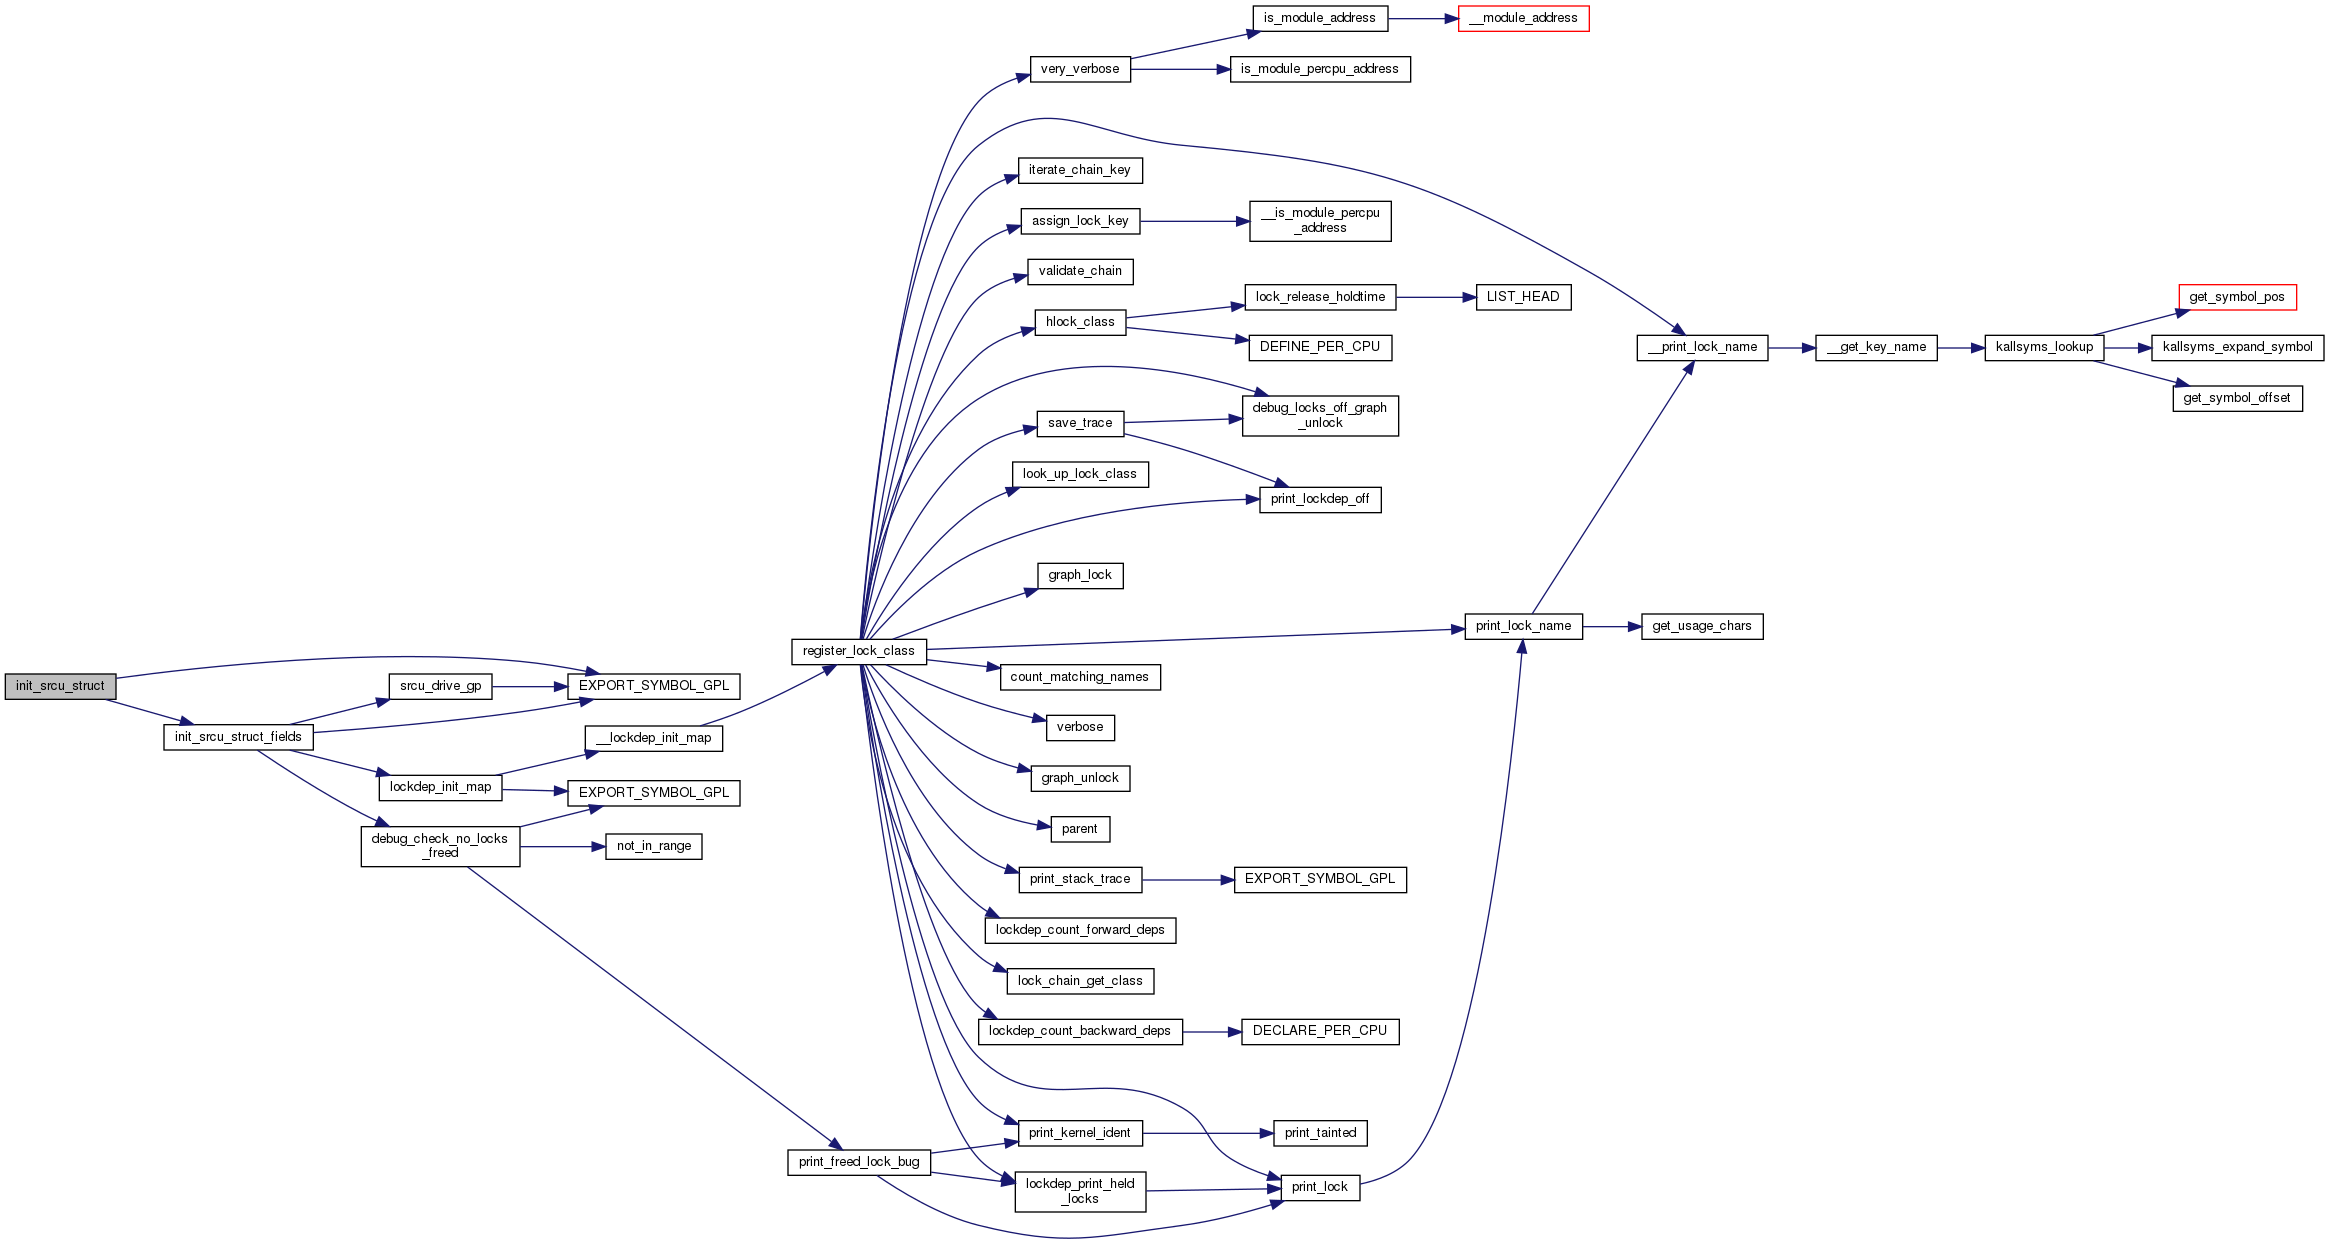 is_module_address
__module_address
very_verbose
is_module_percpu_address
iterate_chain_key
assign_lock_key
__is_module_percpu
_address
validate_chain
lock_release_holdtime
LIST_HEAD
get_symbol_pos
hlock_class
DEFINE_PER_CPU
__print_lock_name
__get_key_name
kallsyms_lookup
kallsyms_expand_symbol
get_symbol_offset
save_trace
debug_locks_off_graph
_unlock
look_up_lock_class
print_lockdep_off
graph_lock
print_lock_name
get_usage_chars
register_lock_class
count_matching_names
init_srcu_struct
srcu_drive_gp
EXPORT_SYMBOL_GPL
verbose
init_srcu_struct_fields
__lockdep_init_map
graph_unlock
lockdep_init_map
EXPORT_SYMBOL_GPL
parent
debug_check_no_locks
_freed
not_in_range
print_stack_trace
EXPORT_SYMBOL_GPL
lockdep_count_forward_deps
lock_chain_get_class
lockdep_count_backward_deps
DECLARE_PER_CPU
print_kernel_ident
print_tainted
print_freed_lock_bug
lockdep_print_held
_locks
print_lock